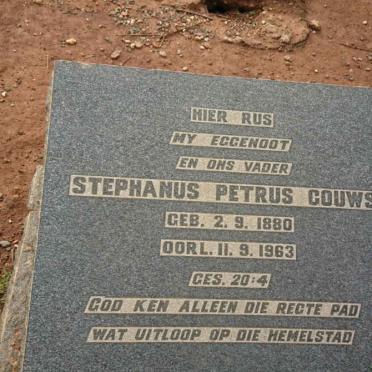 HIER RUS
MY EGGENOOT
EN ONS VADER
STEPHANUS PETRUS GOUWS
GEB. 2.9.1880
OORL. 11.9.1963
GES. 20:4
GOD KEN ALLEEN DIE REGTE PAD
WAT UITLOOP OP DIE HEMELSTAD